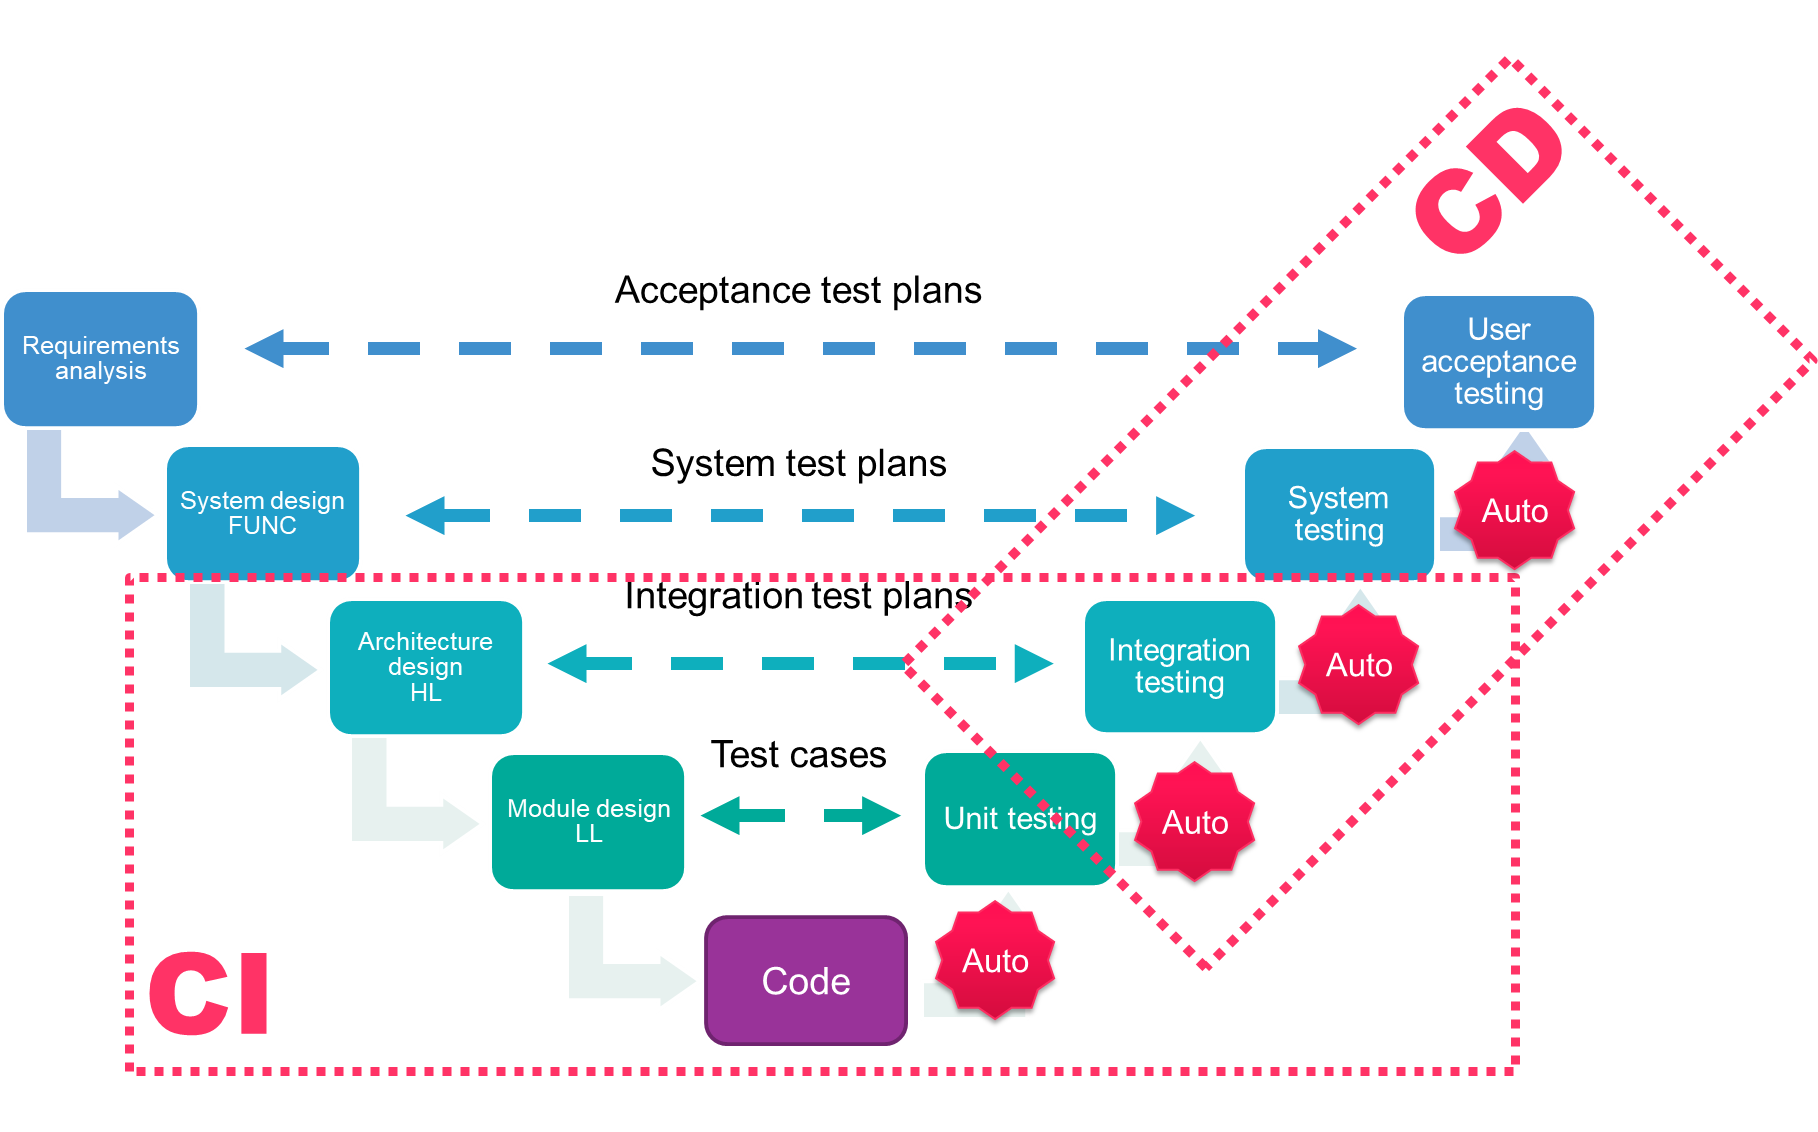 CD
Acceptance test plans
Requirements
analysis
User
acceptance
testing
System test plans
System design
FUNC
System
testing
Auto
Integration test plans
Architecture
design
HL
Integration
testing
Auto
Test cases
Module design
LL
Unit testing
Auto
Code
Auto
CI